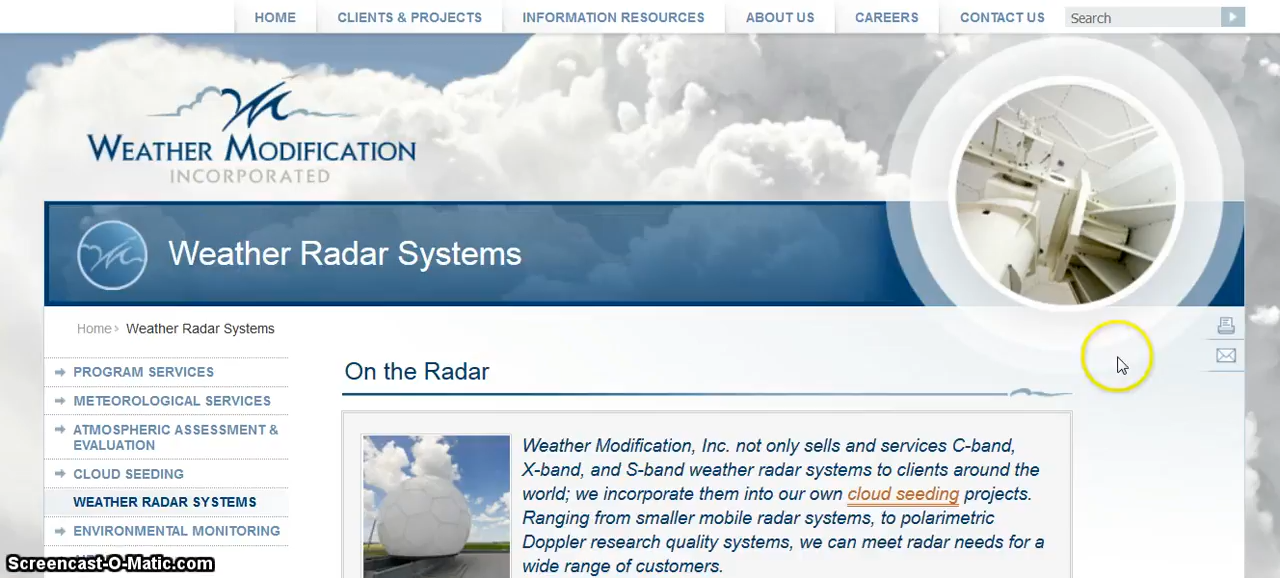 HOME
CLIENTS & PROJECTS
INFORMATION RESOURCES
ABOUT US
CAREERS
CONTACT US
Search
WEATHER MODIFICATION
INCORPORATED
Weather Radar Systems
Home › Weather Radar Systems
PROGRAM SERVICES
METEOROLOGICAL SERVICES
ATMOSPHERIC ASSESSMENT &
EVALUATION
CLOUD SEEDING
WEATHER RADAR SYSTEMS
ENVIRONMENTAL MONITORING
On the Radar
Weather Modification, Inc. not only sells and services C-band,
X-band, and S-band weather radar systems to clients around the
world; we incorporate them into our own cloud seeding projects.
Ranging from smaller mobile radar systems, to polarimetric
Doppler research quality systems, we can meet radar needs for a
wide range of customers.
Screencast-O-Matic.com